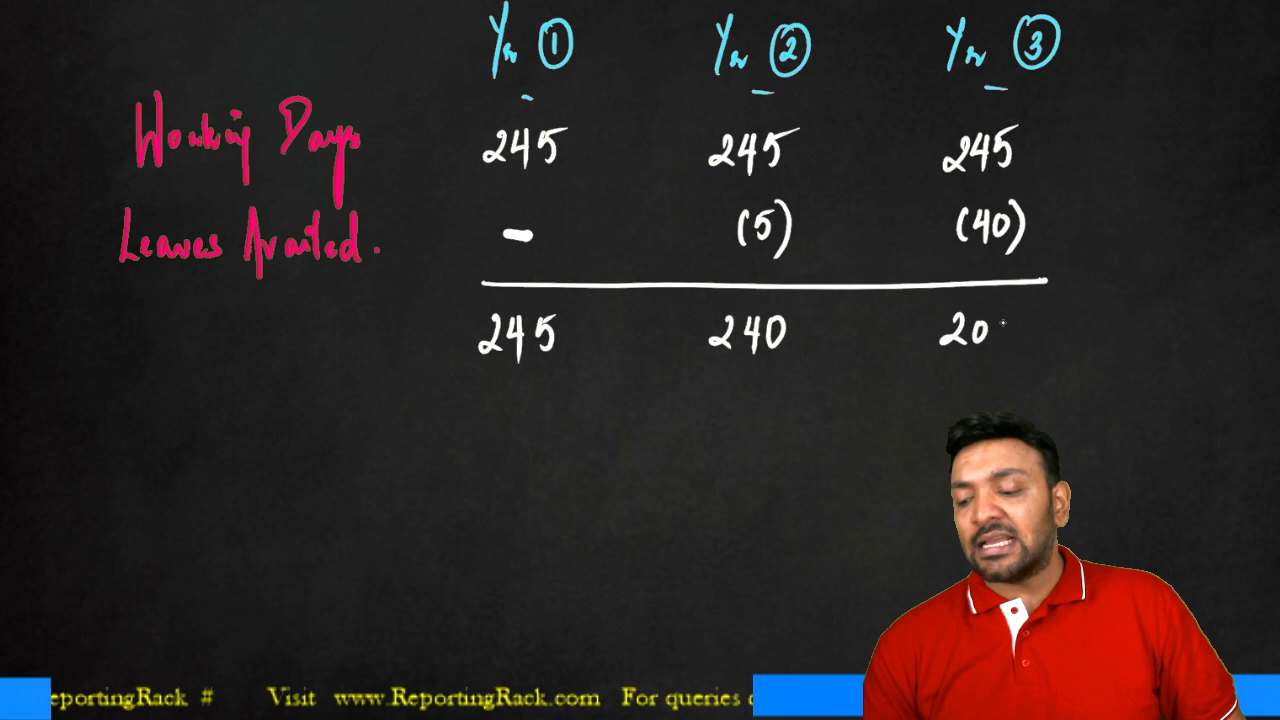 Yr ① Yr ② Yr ③
Working Days 245 245 245
Leaves Availed. - (5) (40)
245 240 20
eportingRack # Visit www.ReportingRack.com For queries